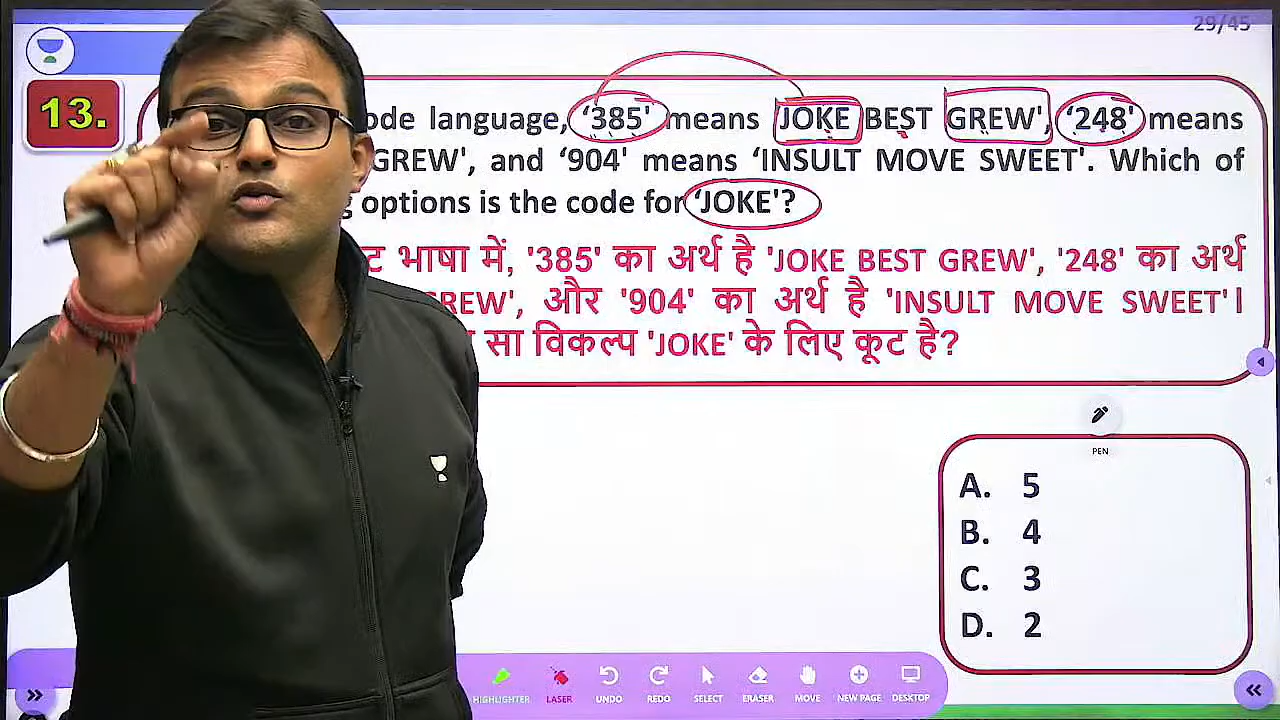 29/45
13.
ode language, ‘385' means JOKE BEST GREW', ‘248' means
GREW', and ‘904' means ‘INSULT MOVE SWEET'. Which of
options is the code for ‘JOKE'?
भाषा में, '385' का अर्थ है 'JOKE BEST GREW', '248' का अर्थ
REW', और '904' का अर्थ है 'INSULT MOVE SWEET'।
सा विकल्प 'JOKE' के लिए कूट है?
PEN
A. 5
B. 4
C. 3
D. 2
HIGHLIGHTER LASER UNDO REDO SELECT ERASER HAND MOVE NEW PAGE DESKTOP